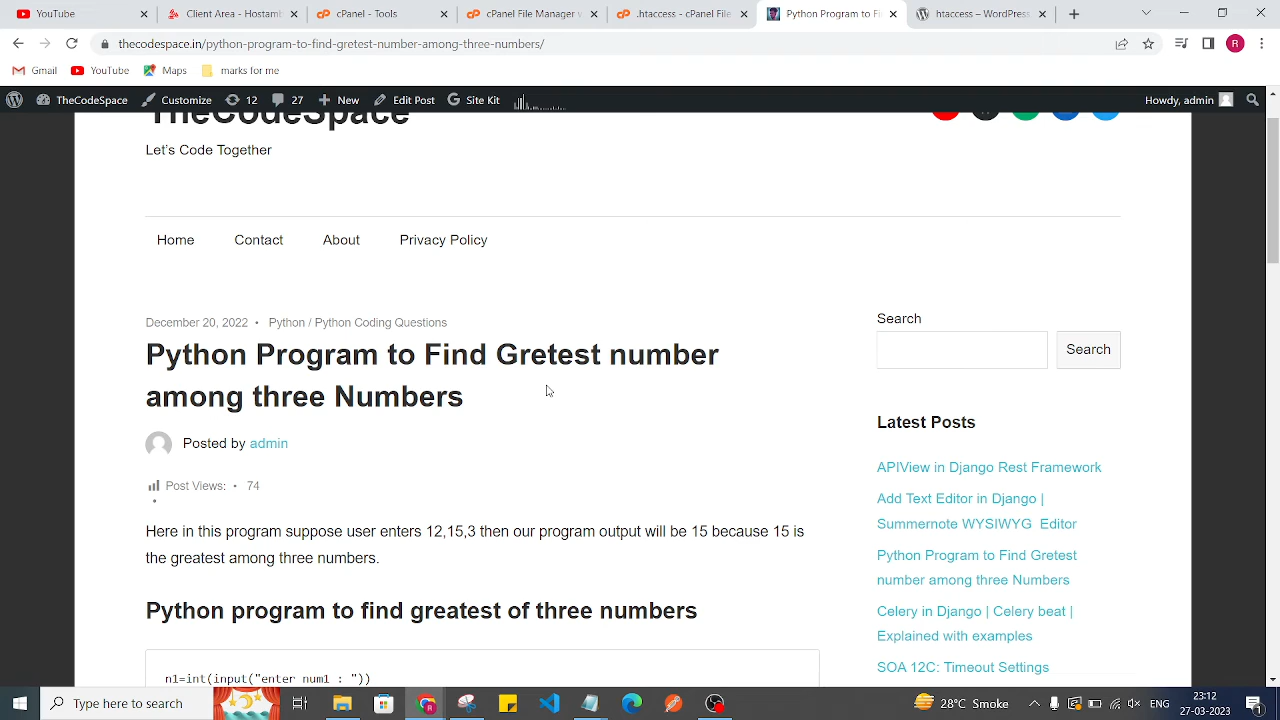 YouTube
Client Area - Hostnamb
cPanel - Tools
cPanel File Manager v
.htaccess - cPanel File
Python Program to Fi
htaccess – WordPress
thecodespace.in/python-program-to-find-gretest-number-among-three-numbers/
R
Gmail
YouTube
Maps
marks for me
TheCodeSpace
Customize
12
27
New
Edit Post
Site Kit
Howdy, admin
TheCodeSpace
Let's Code Together
Home
Contact
About
Privacy Policy
December 20, 2022 • Python / Python Coding Questions
Python Program to Find Gretest number
among three Numbers
Posted by admin
Post Views: • 74
Here in this program suppose user enters 12,15,3 then our program output will be 15 because 15 is
the greatest among three numbers.
Python program to find greatest of three numbers
n1=int(input("enter num1 : "))
Search
Search
Latest Posts
APIView in Django Rest Framework
Add Text Editor in Django |
Summernote WYSIWYG Editor
Python Program to Find Gretest
number among three Numbers
Celery in Django | Celery beat |
Explained with examples
SOA 12C: Timeout Settings
Type here to search
28°C Smoke
ENG
23:12
27-03-2023